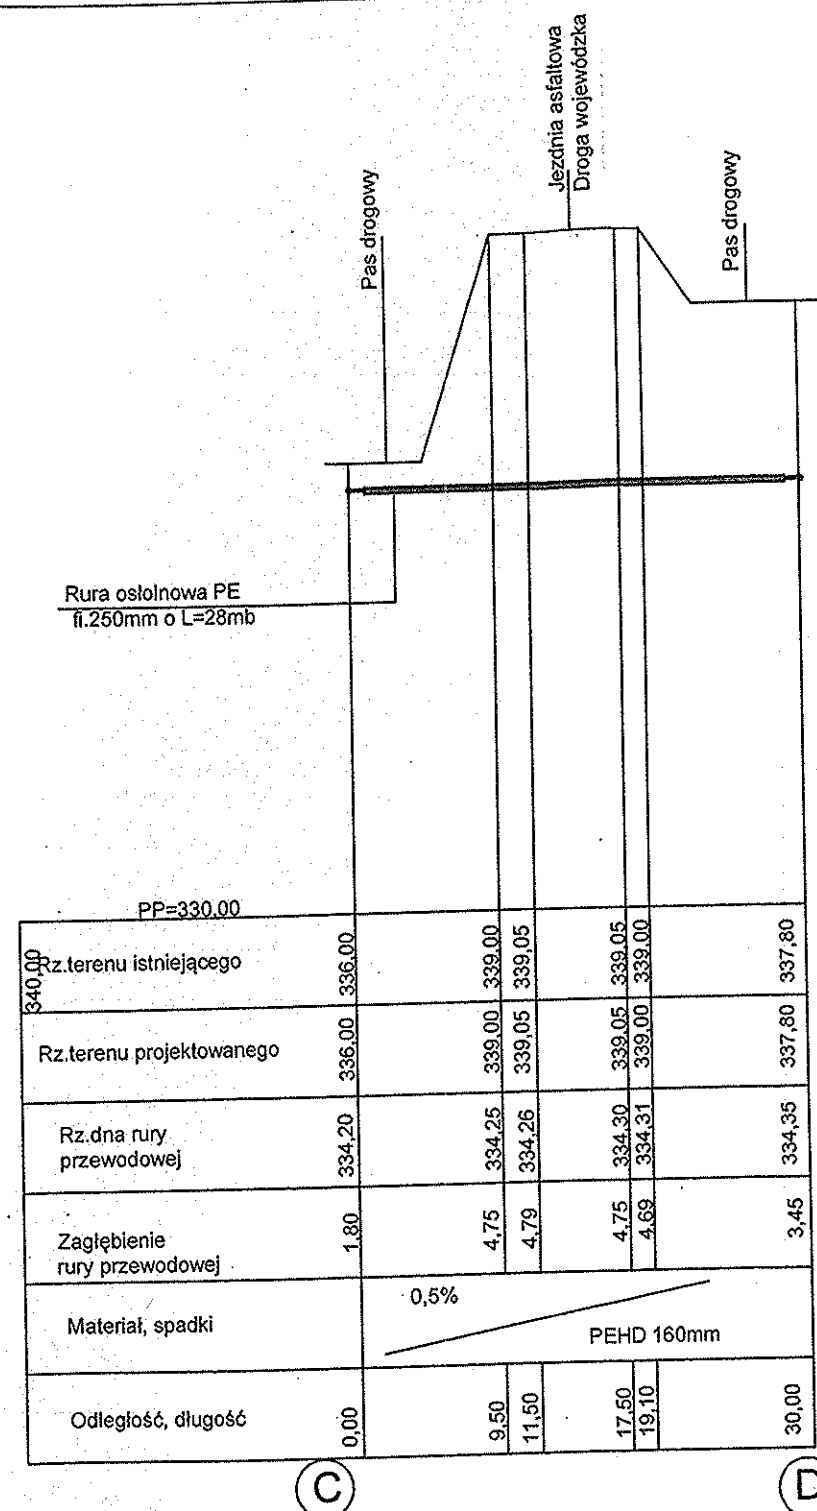 Jezdnia asfaltowa
Droga wojewódzka
Pas drogowy
Pas drogowy
Rura osłolnowa PE
fi.250mm o L=28mb
PP=330,00
340,00
Rz.terenu istniejącego
336,00
339,00
339,05
339,05
339,00
337,80
Rz.terenu projektowanego
336,00
339,00
339,05
339,05
339,00
337,80
Rz.dna rury
przewodowej
334,20
334,25
334,26
334,30
334,31
334,35
Zagłębienie
rury przewodowej
1,80
4,75
4,79
4,75
4,69
3,45
Materiał, spadki
0,5%
PEHD 160mm
Odległość, długość
0,00
9,50
11,50
17,50
19,10
30,00
C
D